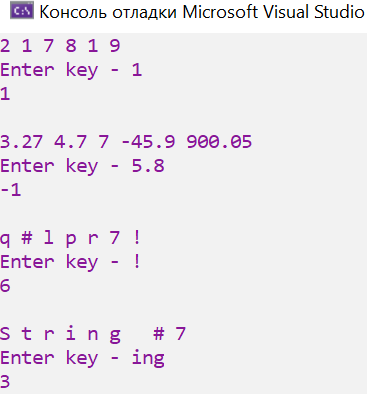 Консоль отладки Microsoft Visual Studio
2 1 7 8 1 9
Enter key - 1
1
3.27 4.7 7 -45.9 900.05
Enter key - 5.8
-1
q # l p r 7 !
Enter key - !
6
S t r i n g   # 7
Enter key - ing
3